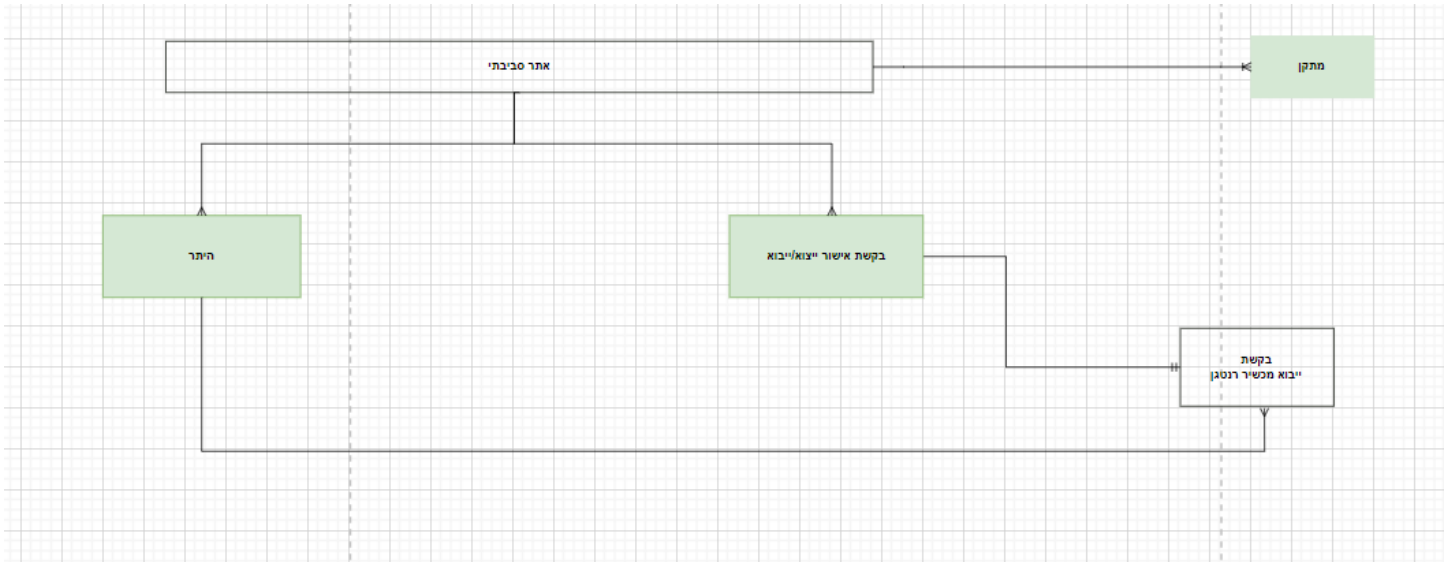 אתר סביבתי
מתקן
היתר
בקשת אישור ייצוא/ייבוא
בקשת
ייבוא מכשיר רנטגן